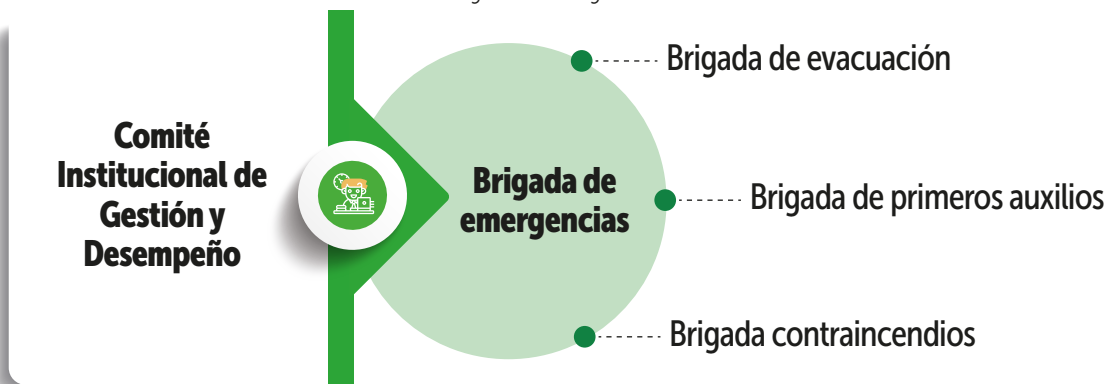 Comité
Institucional de
Gestión y
Desempeño
Brigada de
emergencias
Brigada de evacuación
Brigada de primeros auxilios
Brigada contraincendios